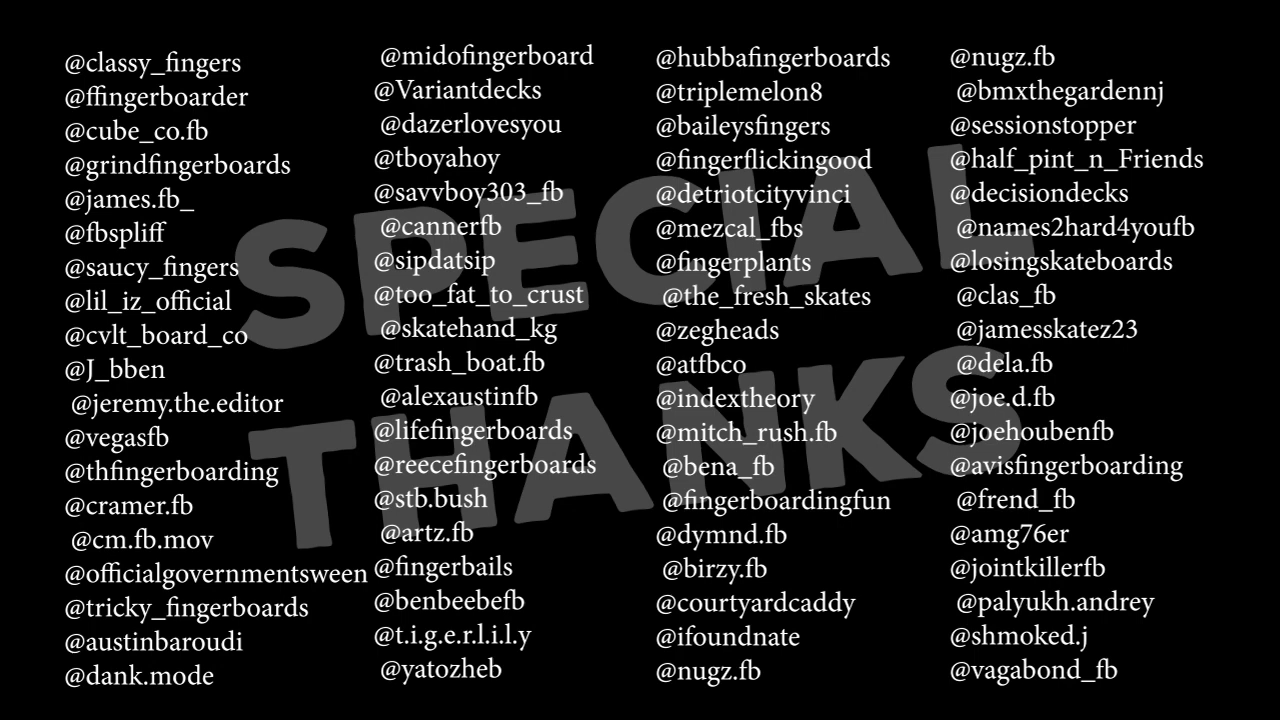 @classy_fingers
@ffingerboarder
@cube_co.fb
@grindfingerboards
@james.fb_
@fbspliff
@saucy_fingers
@lil_iz_official
@cvlt_board_co
@J_bben
@jeremy.the.editor
@vegasfb
@thfingerboarding
@cramer.fb
@cm.fb.mov
@officialgovernmentsween
@tricky_fingerboards
@austinbaroudi
@dank.mode
@midofingerboard
@Variantdecks
@dazerlovesyou
@tboyahoy
@savvboy303_fb
@cannerfb
@sipdatsip
@too_fat_to_crust
@skatehand_kg
@trash_boat.fb
@alexaustinfb
@lifefingerboards
@reecefingerboards
@stb.bush
@artz.fb
@fingerbails
@benbeebefb
@t.i.g.e.r.l.i.l.y
@yatozheb
@hubbafingerboards
@triplemelon8
@baileysfingers
@fingerflickingood
@detriotcityvinci
@mezcal_fbs
@fingerplants
@the_fresh_skates
@zegheads
@atfbco
@indextheory
@mitch_rush.fb
@bena_fb
@fingerboardingfun
@dymnd.fb
@birzy.fb
@courtyardcaddy
@ifoundnate
@nugz.fb
@nugz.fb
@bmxthegardennj
@sessionstopper
@half_pint_n_Friends
@decisiondecks
@names2hard4youfb
@losingskateboards
@clas_fb
@jamesskatez23
@dela.fb
@joe.d.fb
@joehoubenfb
@avisfingerboarding
@frend_fb
@amg76er
@jointkillerfb
@palyukh.andrey
@shmoked.j
@vagabond_fb
SPECIAL
THANKS